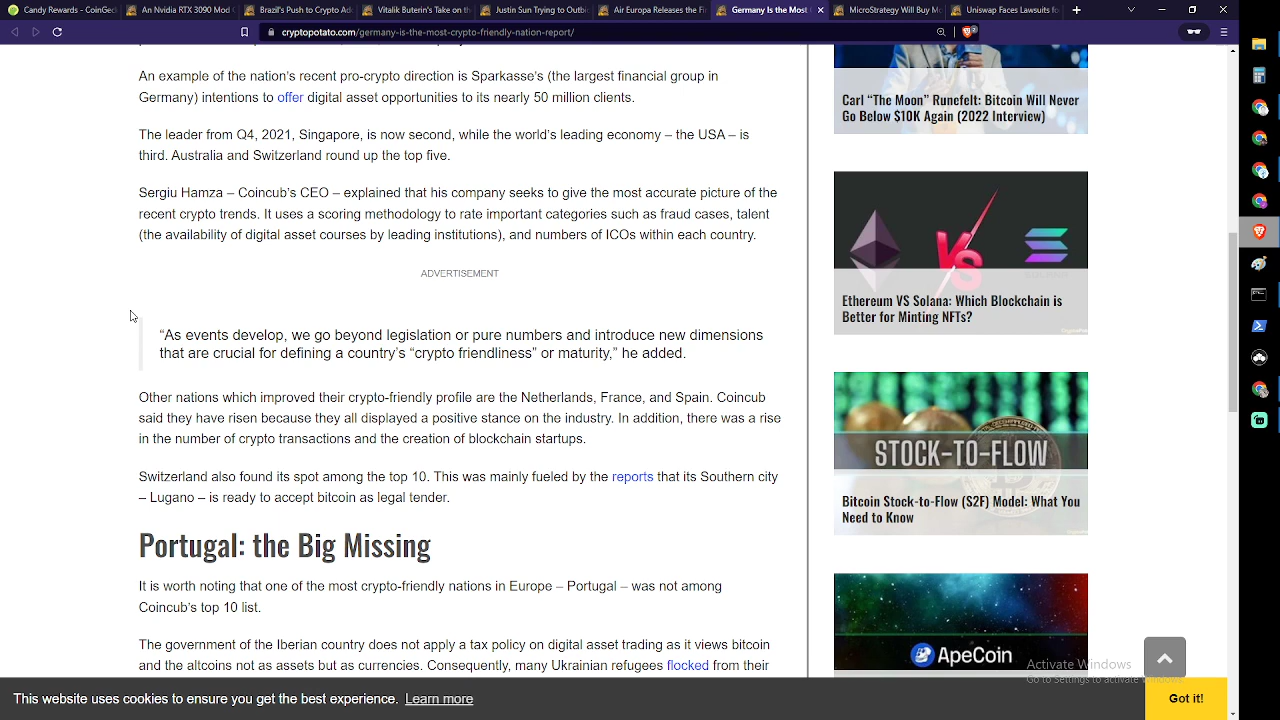 Candy Rewards - CoinGec
An Nvidia RTX 3090 Mod
Brazil's Push to Crypto Ad
Vitalik Buterin's Take on th
Justin Sun Trying to Outb
Air Europa Releases the Fi
Germany Is the Most
MicroStrategy Will Buy M
Uniswap Faces Lawsuit fo
cryptopotato.com/germany-is-the-most-crypto-friendly-nation-report/
An example of the nation's recent pro-crypto direction is Sparkasse's (the largest financial group in
Germany) intentions to offer digital asset opportunities to its nearly 50 million clients.
The leader from Q4, 2021, Singapore, is now second, while the world's leading economy – the USA – is
third. Australia and Switzerland rank next to top 5.
Sergiu Hamza – Coincub's CEO – explained that his company seeks to give the most accurate picture of the
recent crypto trends. It uses a scoring methodology to rate important categories such as fraud cases, talent
(the availability of digital asset courses by leading institutions), and numbers of ICOs within each country.
ADVERTISEMENT
“As events develop, we defining legislation or pure numbers but new dimensions
that are crucial for defining a country's “crypto friendliness” or maturity,” he added.
Other nations which improved their crypto-friendly profile are the Netherlands, France, and Spain. Coincub
said they have risen because they all displayed a positive stance on the industry. In addition, there was a rise
in the number of crypto transactions and the creation of blockchain startups.
Switzerland also found its spot among the top 10. This was mainly fueled by the reports that its Southern city
– Lugano – is ready to accept bitcoin as legal tender.
Portugal: the Big Missing
It is worth noting that one of the most crypto-friendly nations in Europe – Portugal – was not among
Coincub's top 10 list.
The government of the Iberian country does not apply a tax policy on digital assets as it views bitcoin
and the altcoins not as assets but as currencies. Consequently, many Ukrainian refugees flocked from their
Carl “The Moon” Runefelt: Bitcoin Will Never
Go Below $10K Again (2022 Interview)
VS
Ethereum VS Solana: Which Blockchain is
Better for Minting NFTs?
STOCK-TO-FLOW
Bitcoin Stock-to-Flow (S2F) Model: What You
Need to Know
ApeCoin
Activate Windows
Go to Settings to activate Windows.
This website uses cookies to ensure you get the best experience. Learn more
Got it!